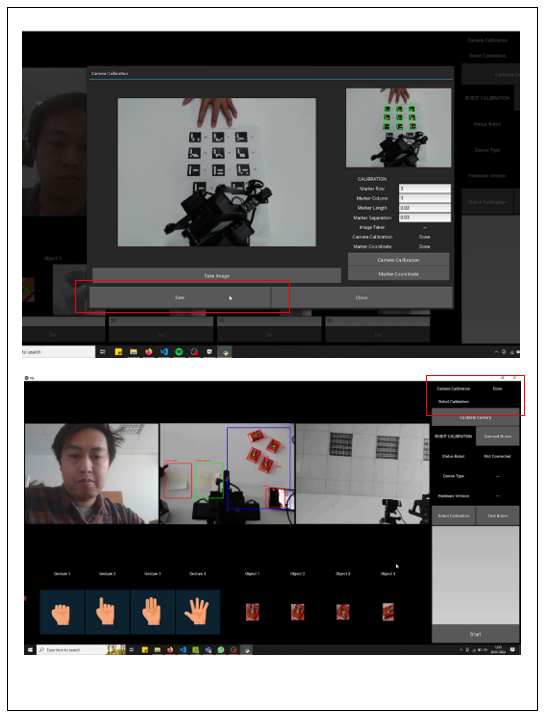 Camera Calibration
Robot Calibration
Camera Calibration
Calibrate Ca
ROBOT CALIBRATION
Status Robot
Device Type
Hardware Version
Robot Calibration
CALIBRATION
Marker Row 3
Marker Column 3
Marker Length 0.03
Marker Separation 0.03
Image Taken --
Camera Calibration Done
Marker Coordinate Done
Camera Calibration
Marker Coordinate
Take Image
Save Close
Object 1
to search
Camera Calibration Done
Robot Calibration
Calibrate Camera
ROBOT CALIBRATION Connect Robot
Status Robot Not Connected
Device Type --
Hardware Version --
Robot Calibration Test Robot
Gesture 1 Gesture 2 Gesture 3 Gesture 4 Object 1 Object 2 Object 3 Object 4
Start
Type here to search